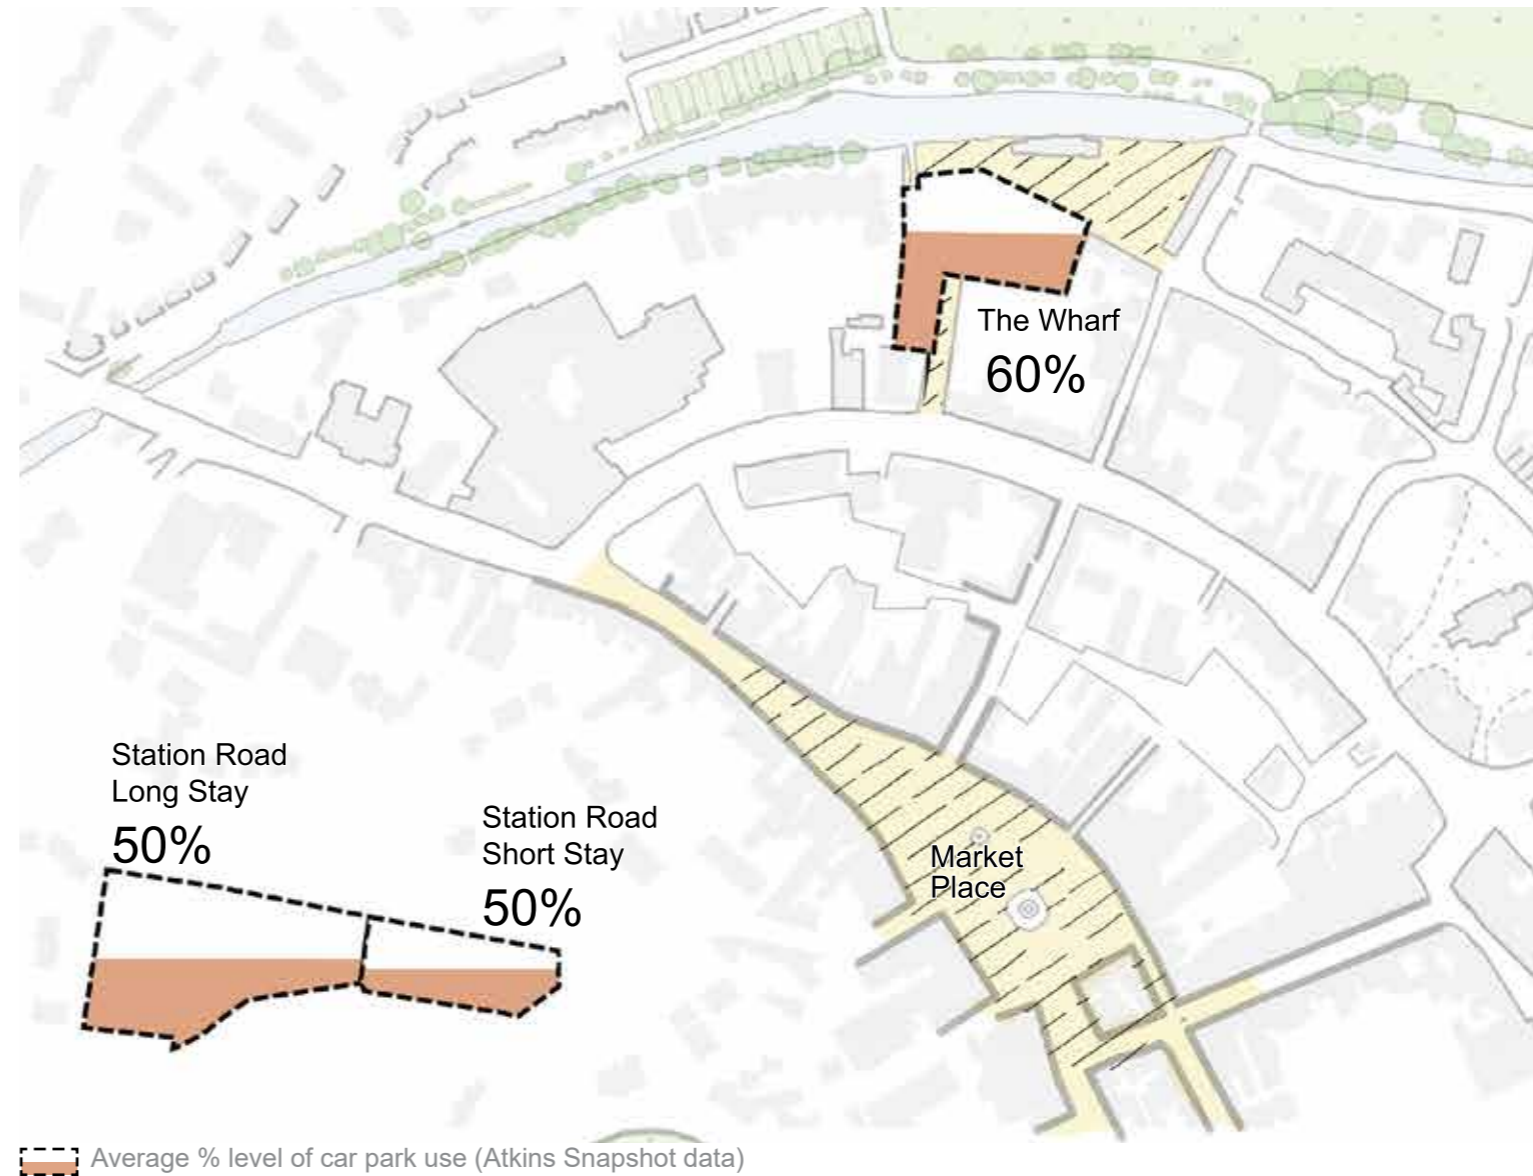 The Wharf
60%
Station Road
Long Stay
50%
Station Road
Short Stay
50%
Market
Place
Average % level of car park use (Atkins Snapshot data)